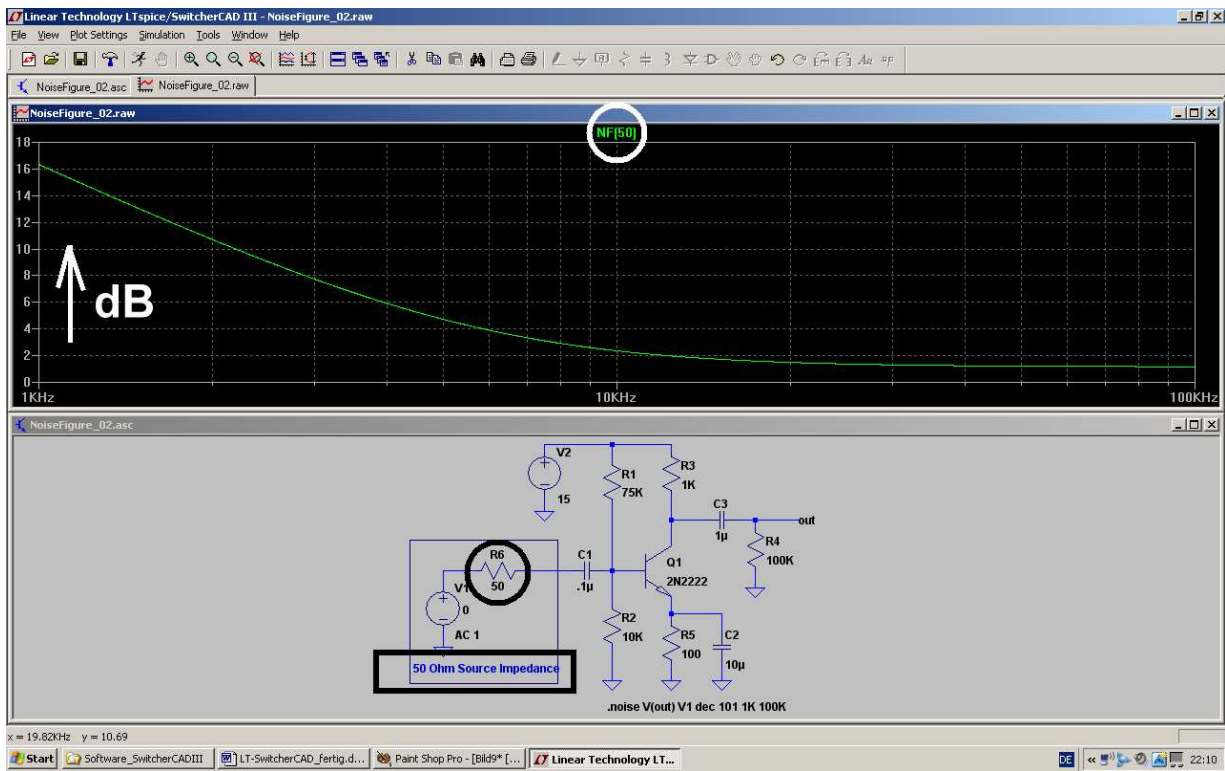 Linear Technology LTspice/SwitcherCAD III - NoiseFigure_02.raw
File View Plot Settings Simulation Tools Window Help
NoiseFigure_02.asc NoiseFigure_02.raw
NoiseFigure_02.raw
NF(50)
18
16
14
12
10
8
6
4
2
0
dB
1KHz 10KHz 100KHz
NoiseFigure_02.asc
V2
15
R1
75K
R3
1K
C3
1µ
out
R4
100K
R6
50
C1
.1µ
Q1
2N2222
V1
0
AC 1
R2
10K
R5
100
C2
10µ
50 Ohm Source Impedance
.noise V(out) V1 dec 101 1K 100K
x = 19.82KHz y = 10.69
Start Software_SwitcherCADIII LT-SwitcherCAD_fertig.d... Paint Shop Pro - [Bild9* [... Linear Technology LT... DE 22:10